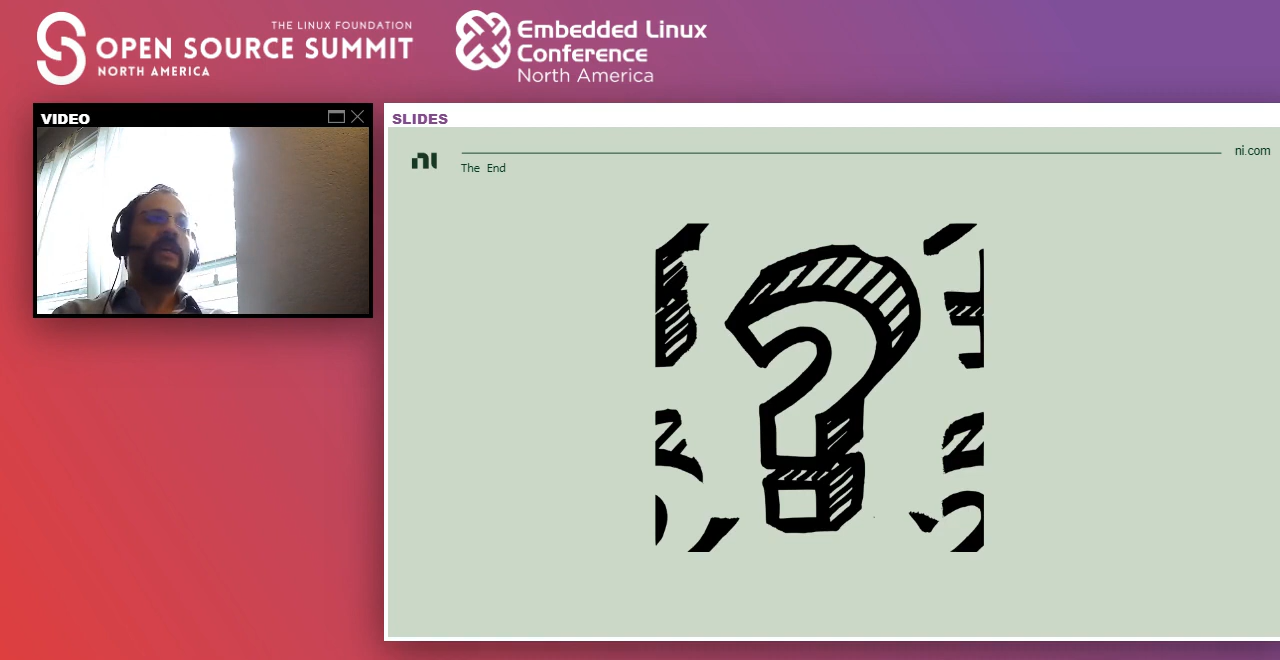 THE LINUX FOUNDATION
OPEN SOURCE SUMMIT
NORTH AMERICA
Embedded Linux
Conference
North America
VIDEO
SLIDES
ni
ni.com
The End
?